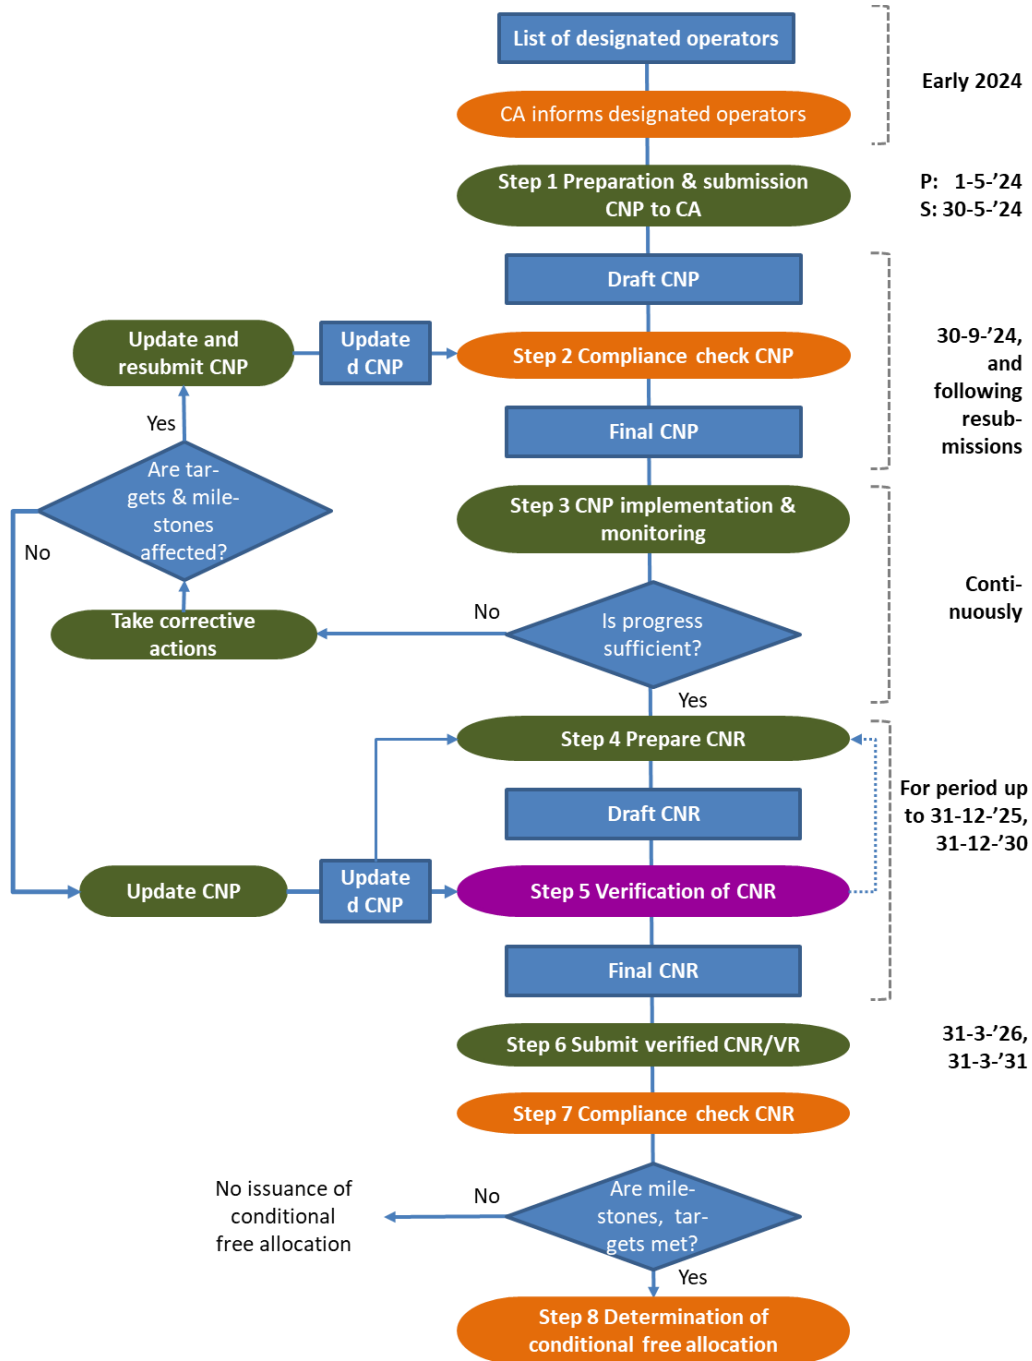 List of designated operators
Early 2024
CA informs designated operators
Step 1 Preparation & submission
CNP to CA
P: 1-5-’24
S: 30-5-’24
Draft CNP
Update and
resubmit CNP
Update
d CNP
Step 2 Compliance check CNP
30-9-’24,
and
following
resub-
missions
Final CNP
Yes
Are tar-
gets & mile-
stones
affected?
No
Step 3 CNP implementation &
monitoring
Conti-
nuously
Is progress
sufficient?
No
Take corrective
actions
Yes
Step 4 Prepare CNR
For period up
to 31-12-’25,
31-12-’30
Draft CNR
Update CNP
Update
d CNP
Step 5 Verification of CNR
Final CNR
Step 6 Submit verified CNR/VR
31-3-’26,
31-3-’31
Step 7 Compliance check CNR
Are mile-
stones, tar-
gets met?
No
No issuance of
conditional
free allocation
Yes
Step 8 Determination of
conditional free allocation